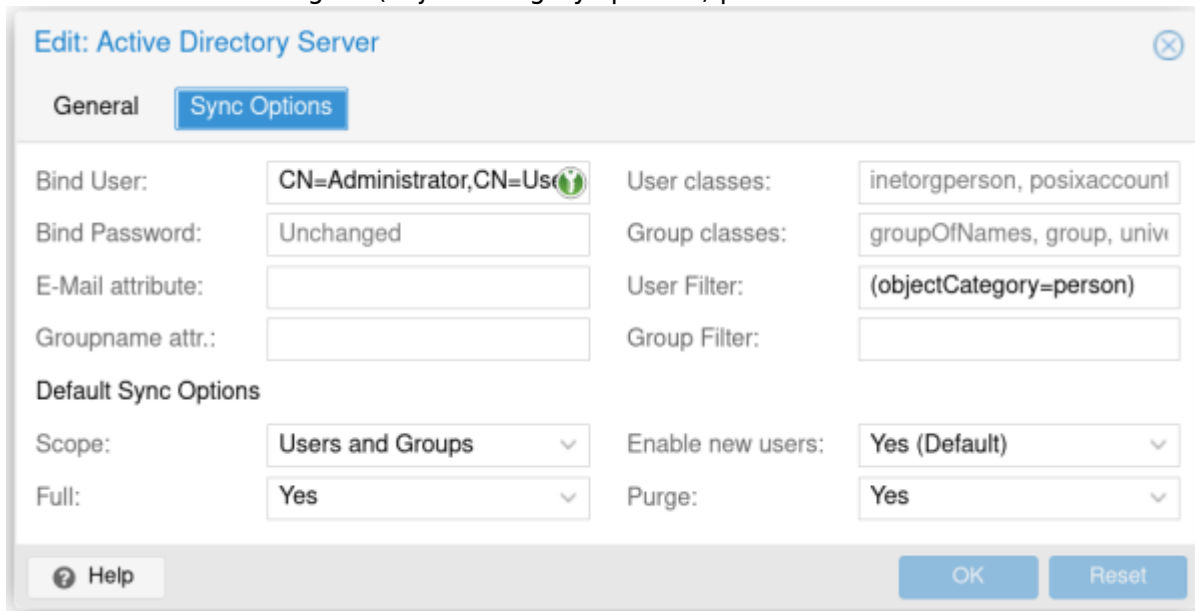 Edit: Active Directory Server
General Sync Options
Bind User: CN=Administrator,CN=Use User classes: inetorgperson, posixaccount
Bind Password: Unchanged Group classes: groupOfNames, group, unive
E-Mail attribute: User Filter: (objectCategory=person)
Groupname attr.: Group Filter:
Default Sync Options
Scope: Users and Groups Enable new users: Yes (Default)
Full: Yes Purge: Yes
Help OK Reset